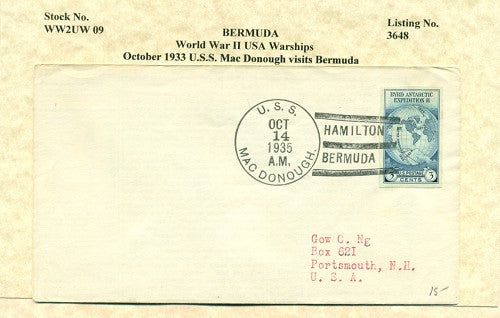 Stock No.
WW2UW 09
BERMUDA
Listing No.
3648
World War II USA Warships
October 1933 U.S.S. Mac Donough visits Bermuda
U. S. S.
OCT
14
1935
A.M.
MAC DONOUGH.
HAMILTON
BERMUDA
BYRD ANTARCTIC
EXPEDITION II
U.S. POSTAGE
3 CENTS 3
Gow C. Ng
Box 621
Portsmouth, N.H.
U. S. A.
15-